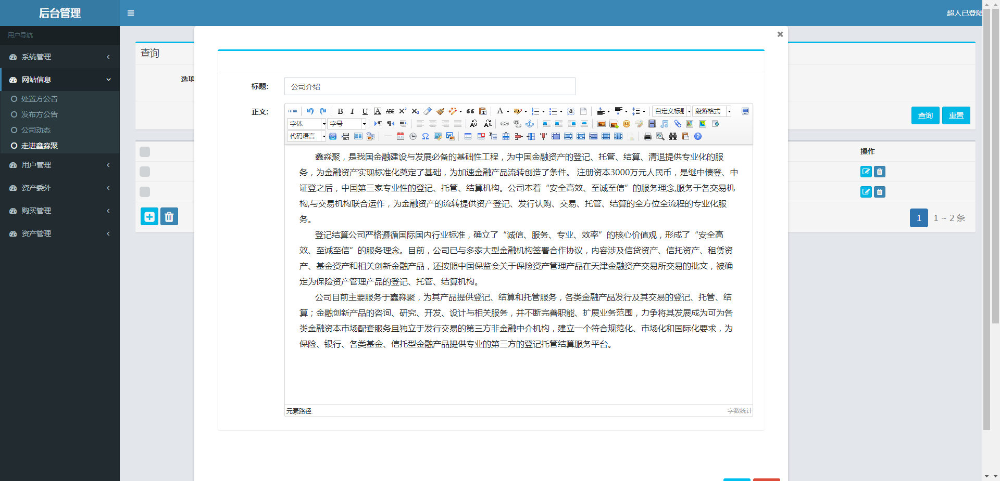 后台管理
超人已登陆
用户导航
系统管理
网站信息
处置方公告
发布方公告
公司动态
走进鑫淼聚
用户管理
资产委外
购买管理
资产管理
查询
选项
查询
重置
操作
1
1 ~ 2 条
标题:
公司介绍
正文:
HTML
自定义标题
段落格式
字体
字号
代码语言
鑫淼聚，是我国金融建设与发展必备的基础性工程，为中国金融资产的登记、托管、结算、清退提供专业化的服
务，为金融资产实现标准化奠定了基础，为加速金融产品流转创造了条件。 注册资本3000万元人民币，是继中债登、中
证登之后，中国第三家专业性的登记、托管、结算机构。公司本着“安全高效、至诚至信”的服务理念,服务于各交易机
构,与交易机构联合运作，为金融资产的流转提供资产登记、发行认购、交易、托管、结算的全方位全流程的专业化服
务。
登记结算公司严格遵循国际国内行业标准，确立了“诚信、服务、专业、效率”的核心价值观，形成了“安全高
效、至诚至信”的服务理念。目前，公司已与多家大型金融机构签署合作协议，内容涉及信贷资产、信托资产、租赁资
产、基金资产和相关创新金融产品，还按照中国保监会关于保险资产管理产品在天津金融资产交易所交易的批文，被确
定为保险资产管理产品的登记、托管、结算机构。
公司目前主要服务于鑫淼聚，为其产品提供登记、结算和托管服务，各类金融产品发行及其交易的登记、托管、结
算；金融创新产品的咨询、研究、开发、设计与相关服务，并不断完善职能、扩展业务范围，力争将其发展成为可为各
类金融资本市场配套服务且独立于发行交易的第三方非金融中介机构，建立一个符合规范化、市场化和国际化要求，为
保险、银行、各类基金、信托型金融产品提供专业的第三方的登记托管结算服务平台。
元素路径:
字数统计